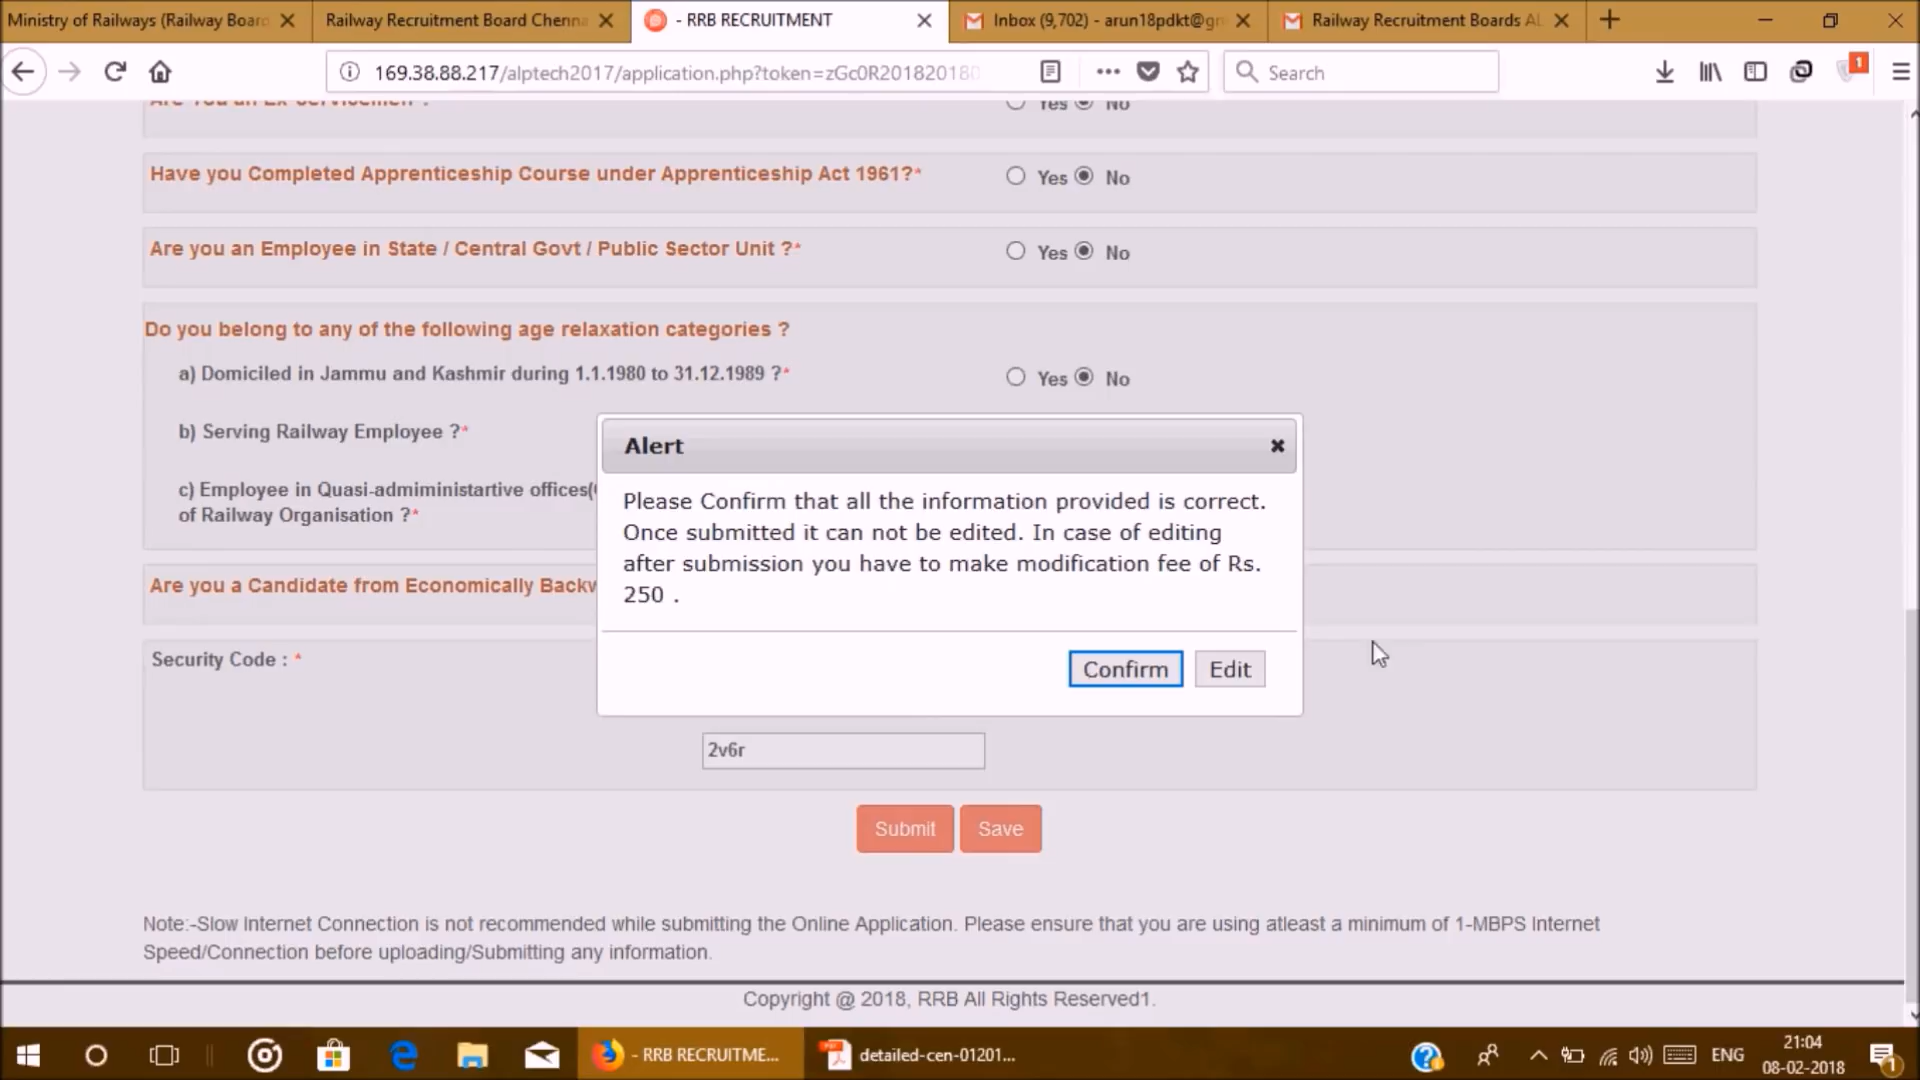 Ministry of Railways (Railway Board
Railway Recruitment Board Chenna
- RRB RECRUITMENT
Inbox (9,702) - arun18pdkt@gm
Railway Recruitment Boards AL
169.38.88.217/alptech2017/application.php?token=zGc0R20182018
Search
1
Yes No
Have you Completed Apprenticeship Course under Apprenticeship Act 1961?* Yes No
Are you an Employee in State / Central Govt / Public Sector Unit ?* Yes No
Do you belong to any of the following age relaxation categories ?
a) Domiciled in Jammu and Kashmir during 1.1.1980 to 31.12.1989 ?* Yes No
b) Serving Railway Employee ?*
c) Employee in Quasi-admiministartive offices(
of Railway Organisation ?*
Are you a Candidate from Economically Backw
Alert
Please Confirm that all the information provided is correct.
Once submitted it can not be edited. In case of editing
after submission you have to make modification fee of Rs.
250 .
Confirm Edit
Security Code : *
2v6r
Submit Save
Note:-Slow Internet Connection is not recommended while submitting the Online Application. Please ensure that you are using atleast a minimum of 1-MBPS Internet
Speed/Connection before uploading/Submitting any information.
Copyright @ 2018, RRB All Rights Reserved1.
- RRB RECRUITME...
detailed-cen-01201...
ENG
21:04
08-02-2018
1